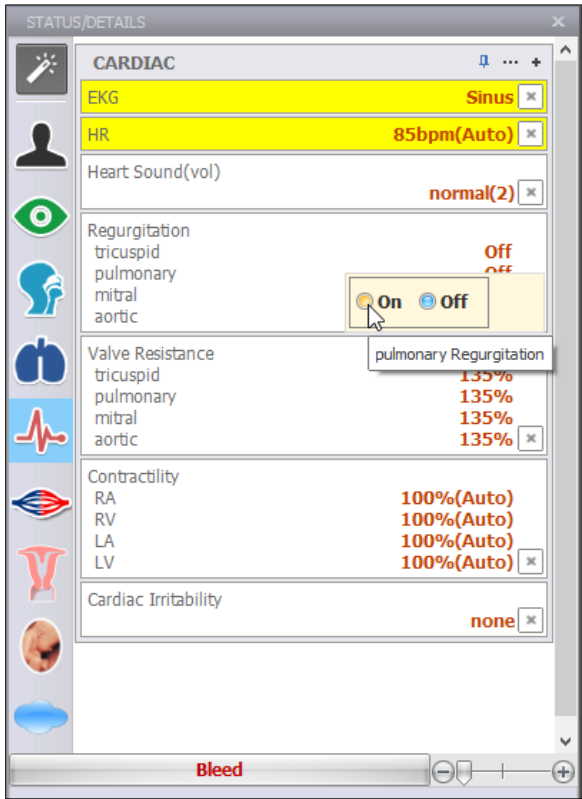 STATUS/DETAILS
CARDIAC
EKG Sinus
HR 85bpm(Auto)
Heart Sound(vol)
normal(2)
Regurgitation
tricuspid Off
pulmonary Off
mitral On Off
aortic
pulmonary Regurgitation
Valve Resistance
tricuspid 135%
pulmonary 135%
mitral 135%
aortic 135%
Contractility
RA 100%(Auto)
RV 100%(Auto)
LA 100%(Auto)
LV 100%(Auto)
Cardiac Irritability
none
Bleed